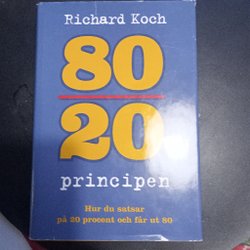 Richard Koch
80
20
principen
Hur du satsar
på 20 procent och får ut 80